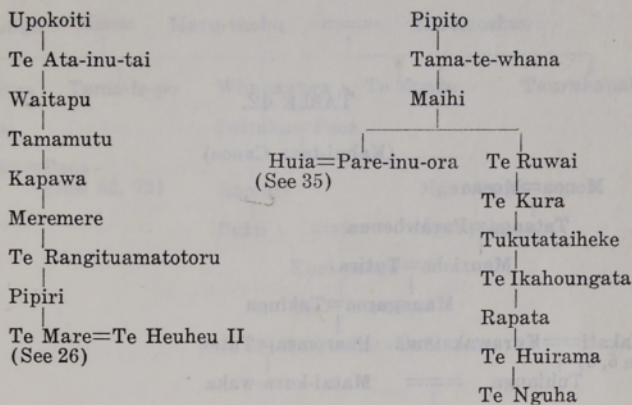 Upokoiti
Te Ata-inu-tai
Waitapu
Tamamutu
Kapawa
Meremere
Te Rangituamatotoru
Pipiri
Te Mare=Te Heuheu II
(See 26)
Pipito
Tama-te-whana
Maihi
Huia=Pare-inu-ora Te Ruwai
(See 35)
Te Kura
Tukutataiheke
Te Ikahoungata
Rapata
Te Huirama
Te Nguha